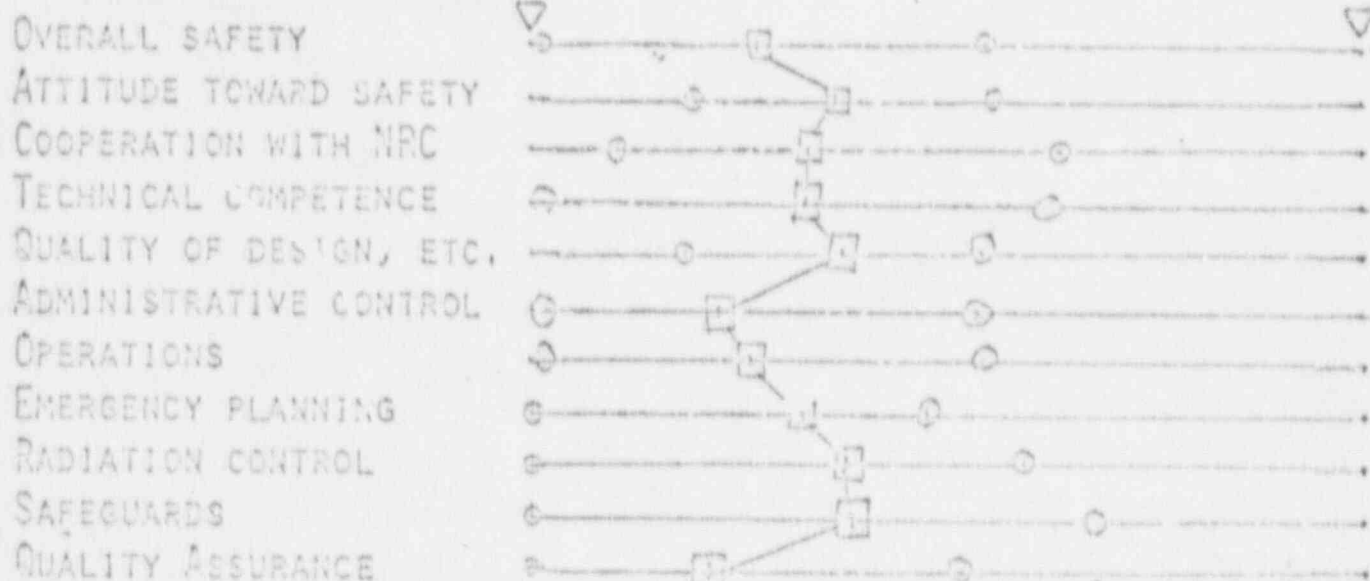 OVERALL SAFETY
ATTITUDE TOWARD SAFETY
COOPERATION WITH NRC
TECHNICAL COMPETENCE
QUALITY OF DESIGN, ETC.
ADMINISTRATIVE CONTROL
OPERATIONS
EMERGENCY PLANNING
RADIATION CONTROL
SAFEGUARDS
QUALITY ASSURANCE